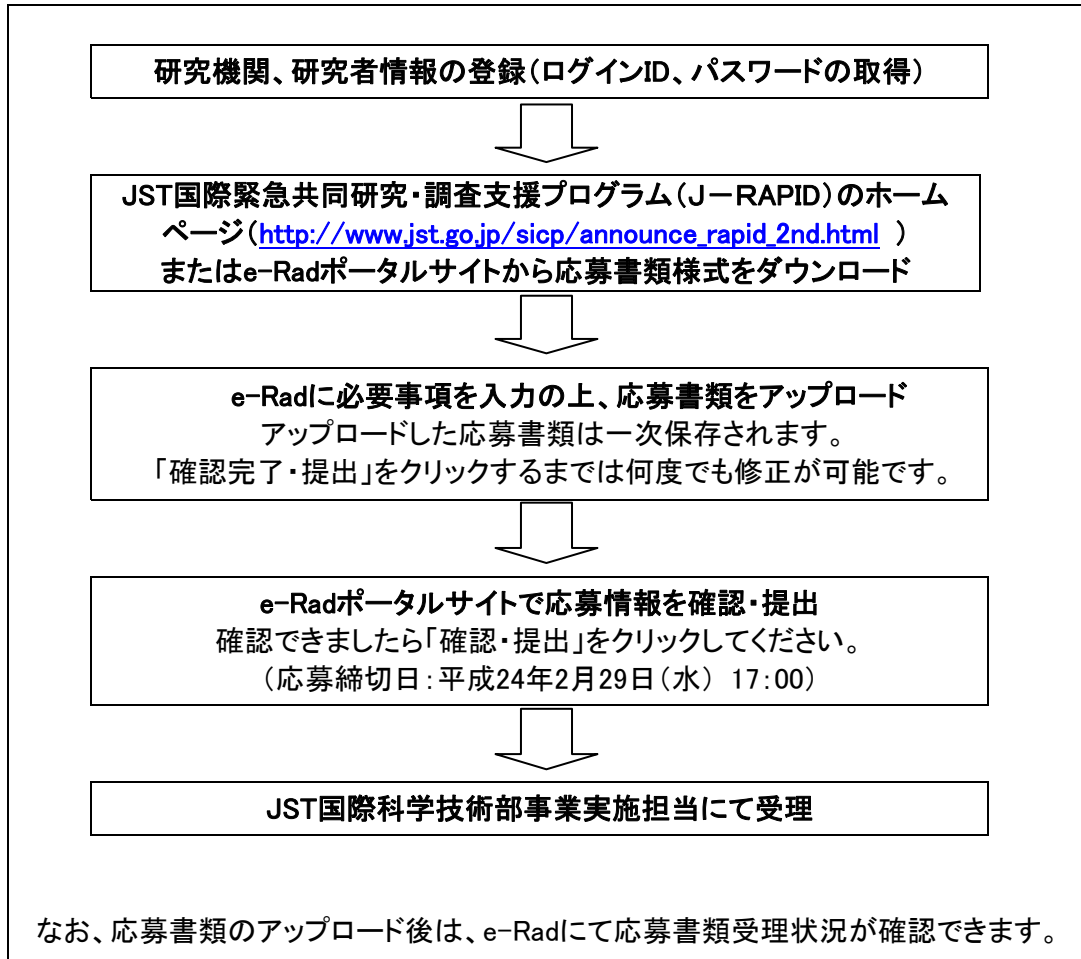 研究機関、研究者情報の登録（ログインID、パスワードの取得）
JST国際緊急共同研究・調査支援プログラム（J－RAPID）のホーム
ページ（http://www.jst.go.jp/sicp/announce_rapid_2nd.html ）
またはe-Radポータルサイトから応募書類様式をダウンロード
e-Radに必要事項を入力の上、応募書類をアップロード
アップロードした応募書類は一次保存されます。
「確認完了・提出」をクリックするまでは何度でも修正が可能です。
e-Radポータルサイトで応募情報を確認・提出
確認できましたら「確認・提出」をクリックしてください。
（応募締切日：平成24年2月29日（水） 17：00）
JST国際科学技術部事業実施担当にて受理
なお、応募書類のアップロード後は、e-Radにて応募書類受理状況が確認できます。